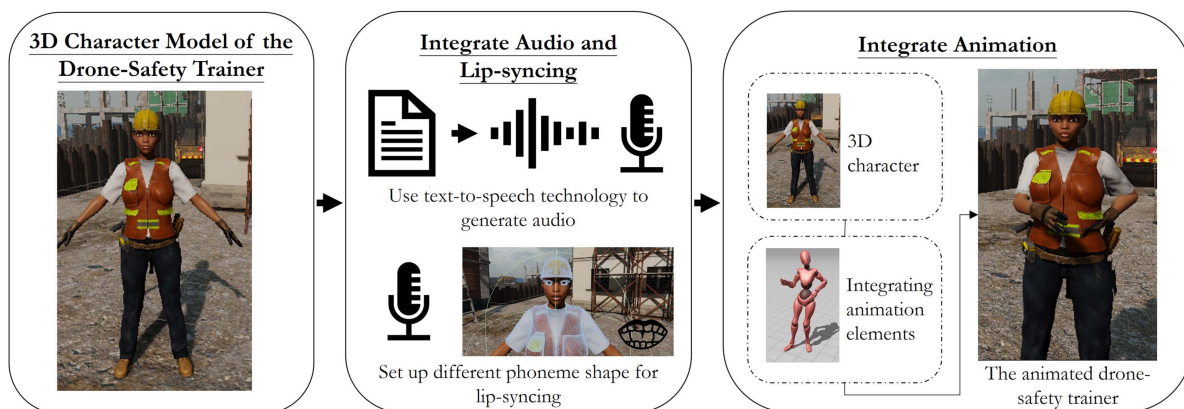 3D Character Model of the
Drone-Safety Trainer
Integrate Audio and
Lip-syncing
Use text-to-speech technology to
generate audio
Set up different phoneme shape for
lip-syncing
Integrate Animation
3D
character
Integrating
animation
elements
The animated drone-
safety trainer